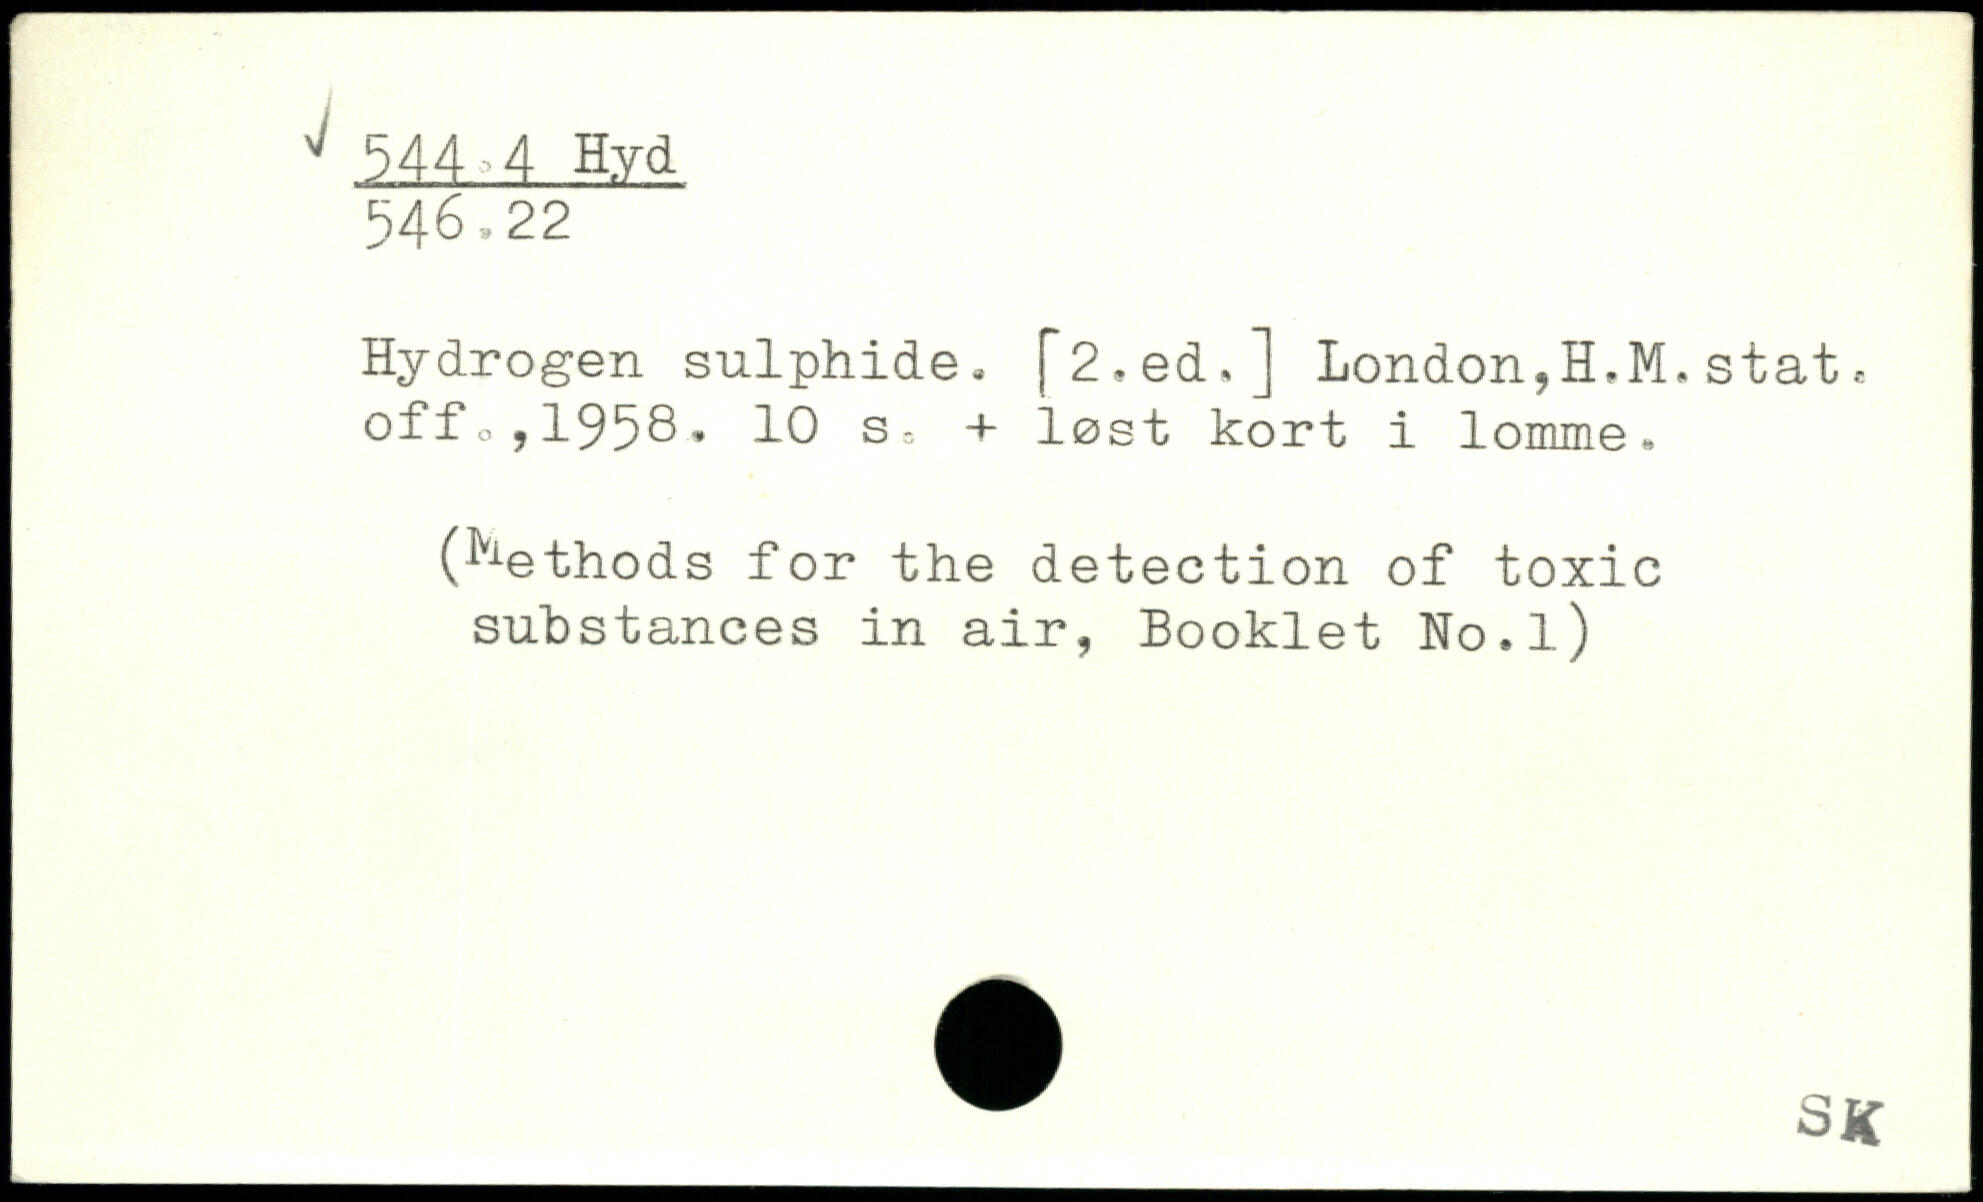 544.4 Hyd
546.22
Hydrogen sulphide. [2.ed.] London,H.M.stat.
off.,1958. 10 s. + løst kort i lomme.
(Methods for the detection of toxic
substances in air, Booklet No.1)
SK